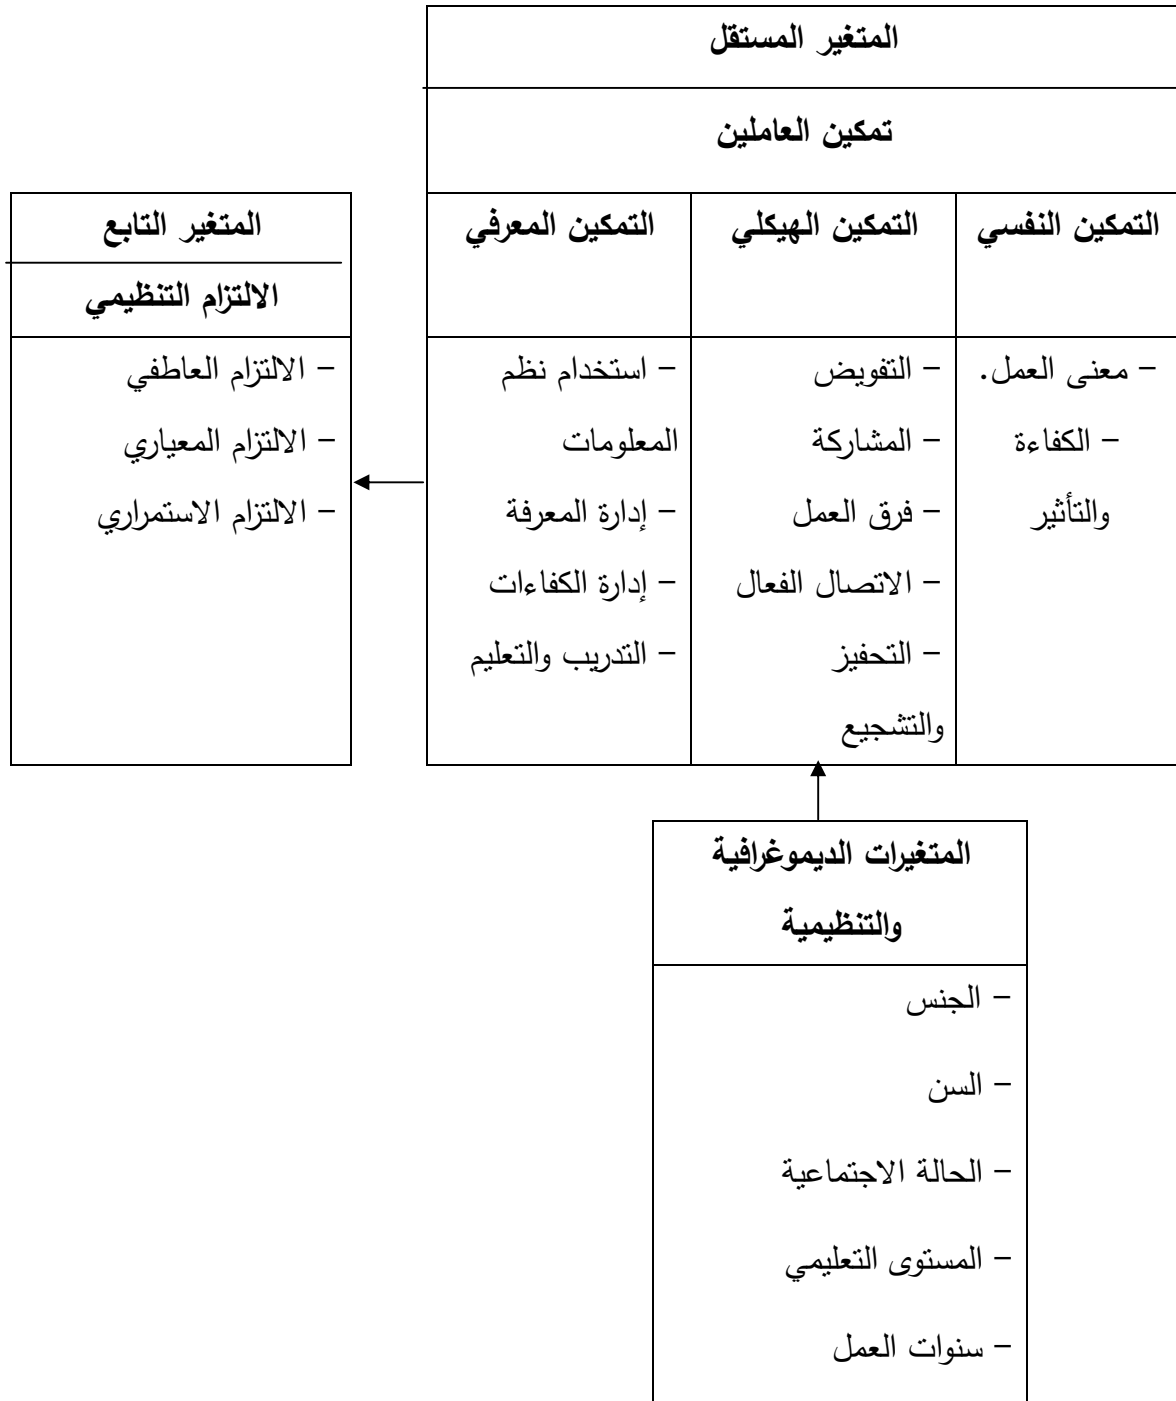 المتغير المستقل
تمكين العاملين
التمكين النفسي
التمكين الهيكلي
التمكين المعرفي
– معنى العمل.
– الكفاءة
والتأثير
– التفويض
– المشاركة
– فرق العمل
– الاتصال الفعال
– التحفيز
والتشجيع
– استخدام نظم
المعلومات
– إدارة المعرفة
– إدارة الكفاءات
– التدريب والتعليم
المتغير التابع
الالتزام التنظيمي
– الالتزام العاطفي
– الالتزام المعياري
– الالتزام الاستمراري
المتغيرات الديموغرافية
والتنظيمية
– الجنس
– السن
– الحالة الاجتماعية
– المستوى التعليمي
– سنوات العمل